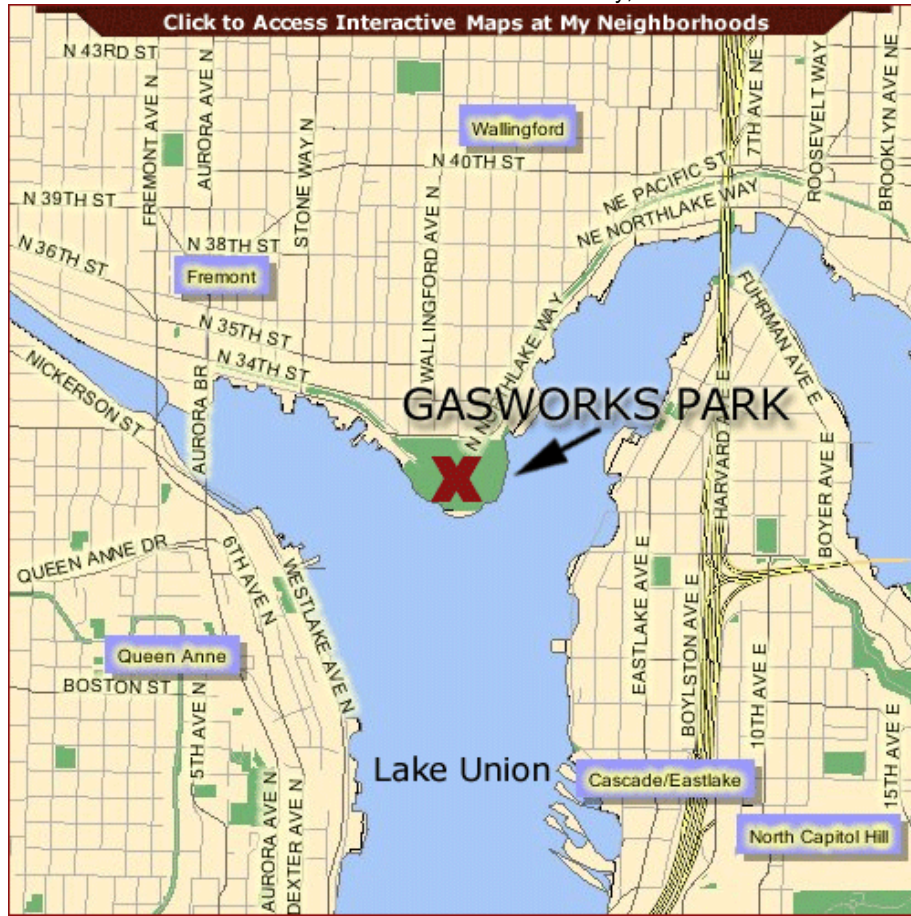 Click to Access Interactive Maps at My Neighborhoods
N 43RD ST
FREMONT AVE N
AURORA AVE N
STONE WAY N
Wallingford
7TH AVE NE
ROOSEVELT WAY
BROOKLYN AVE NE
N 40TH ST
NE PACIFIC ST
NE NORTHLAKE WAY
N 39TH ST
N 38TH ST
N 36TH ST
Fremont
WALLINGFORD AVE N
N 35TH ST
N 34TH ST
N NORTHLAKE WAY
FUHRMAN AVE E
NICKERSON ST
AURORA BR
GASWORKS PARK
X
HARVARD AVE E
BOYER AVE E
QUEEN ANNE DR
6TH AVE N
WESTLAKE AVE N
EASTLAKE AVE E
BOYLSTON AVE E
Queen Anne
BOSTON ST
5TH AVE N
10TH AVE E
15TH AVE E
Lake Union
Cascade/Eastlake
AURORA AVE N
DEXTER AVE N
North Capitol Hill